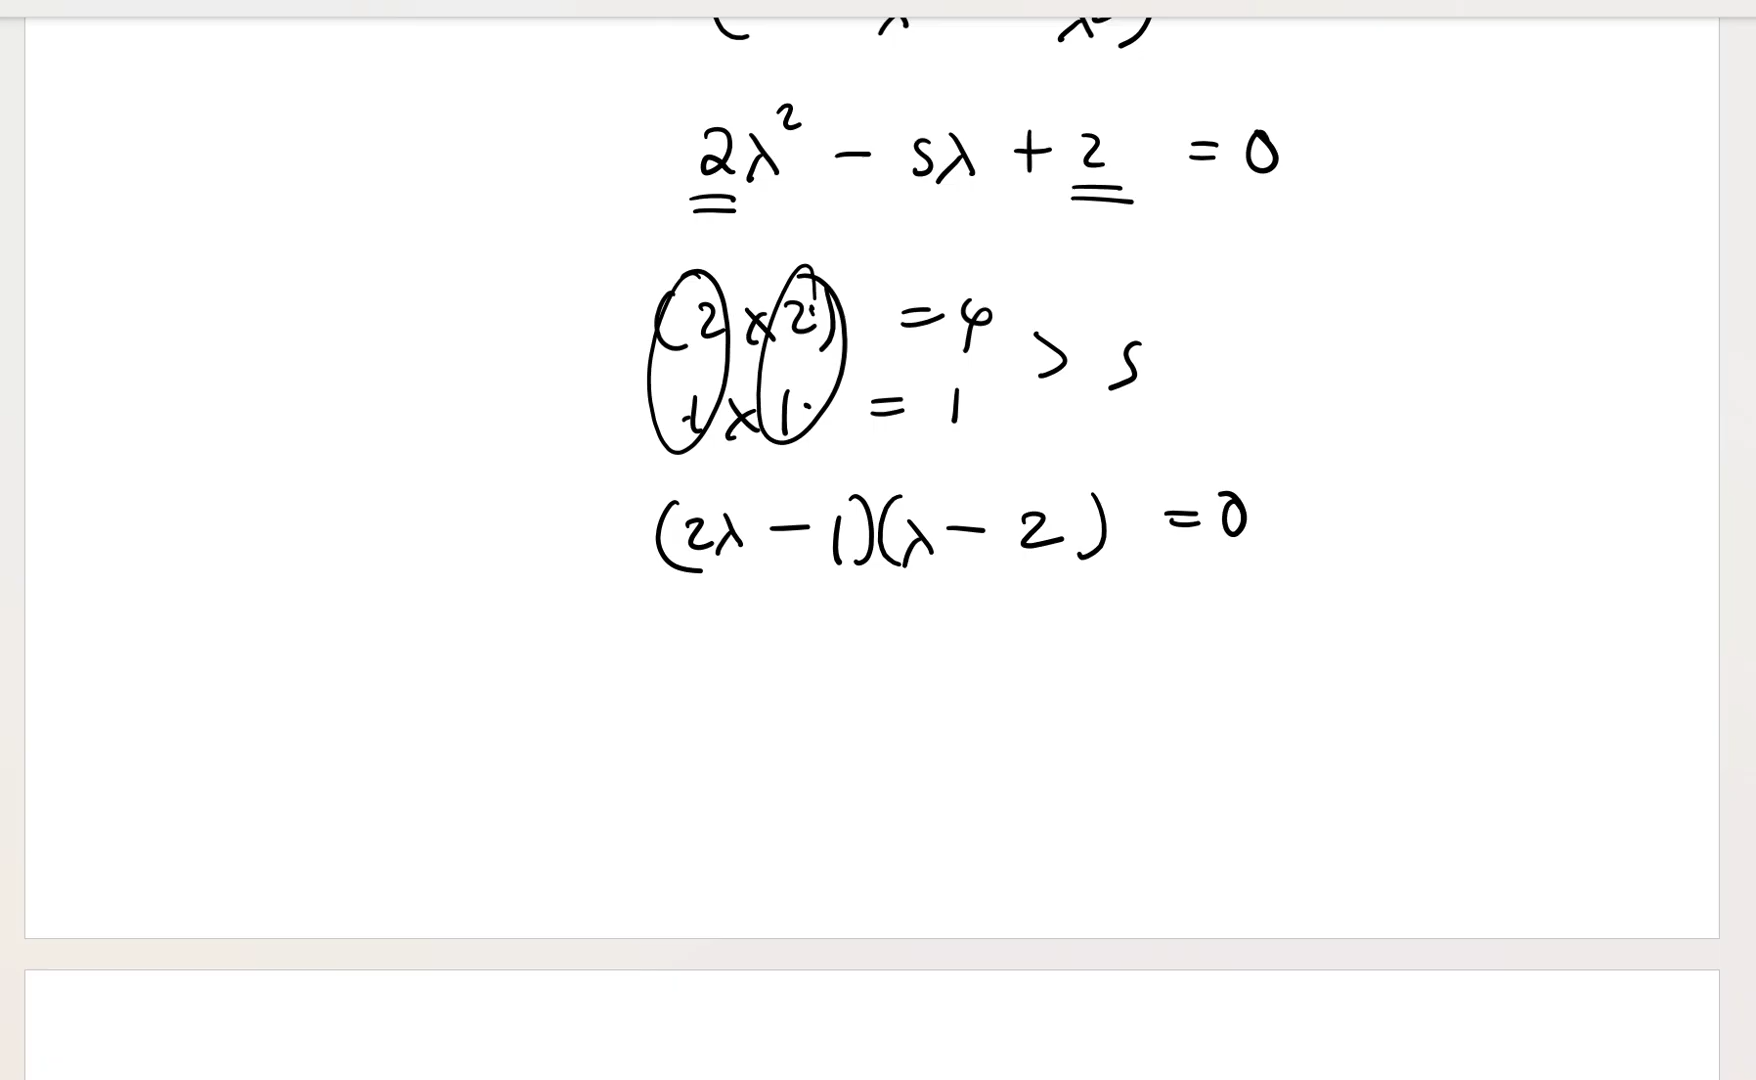 2λ² - 5λ + 2 = 0
(2 × 2) = 4
> 5
1 × 1 = 1
(2λ - 1)(λ - 2) = 0